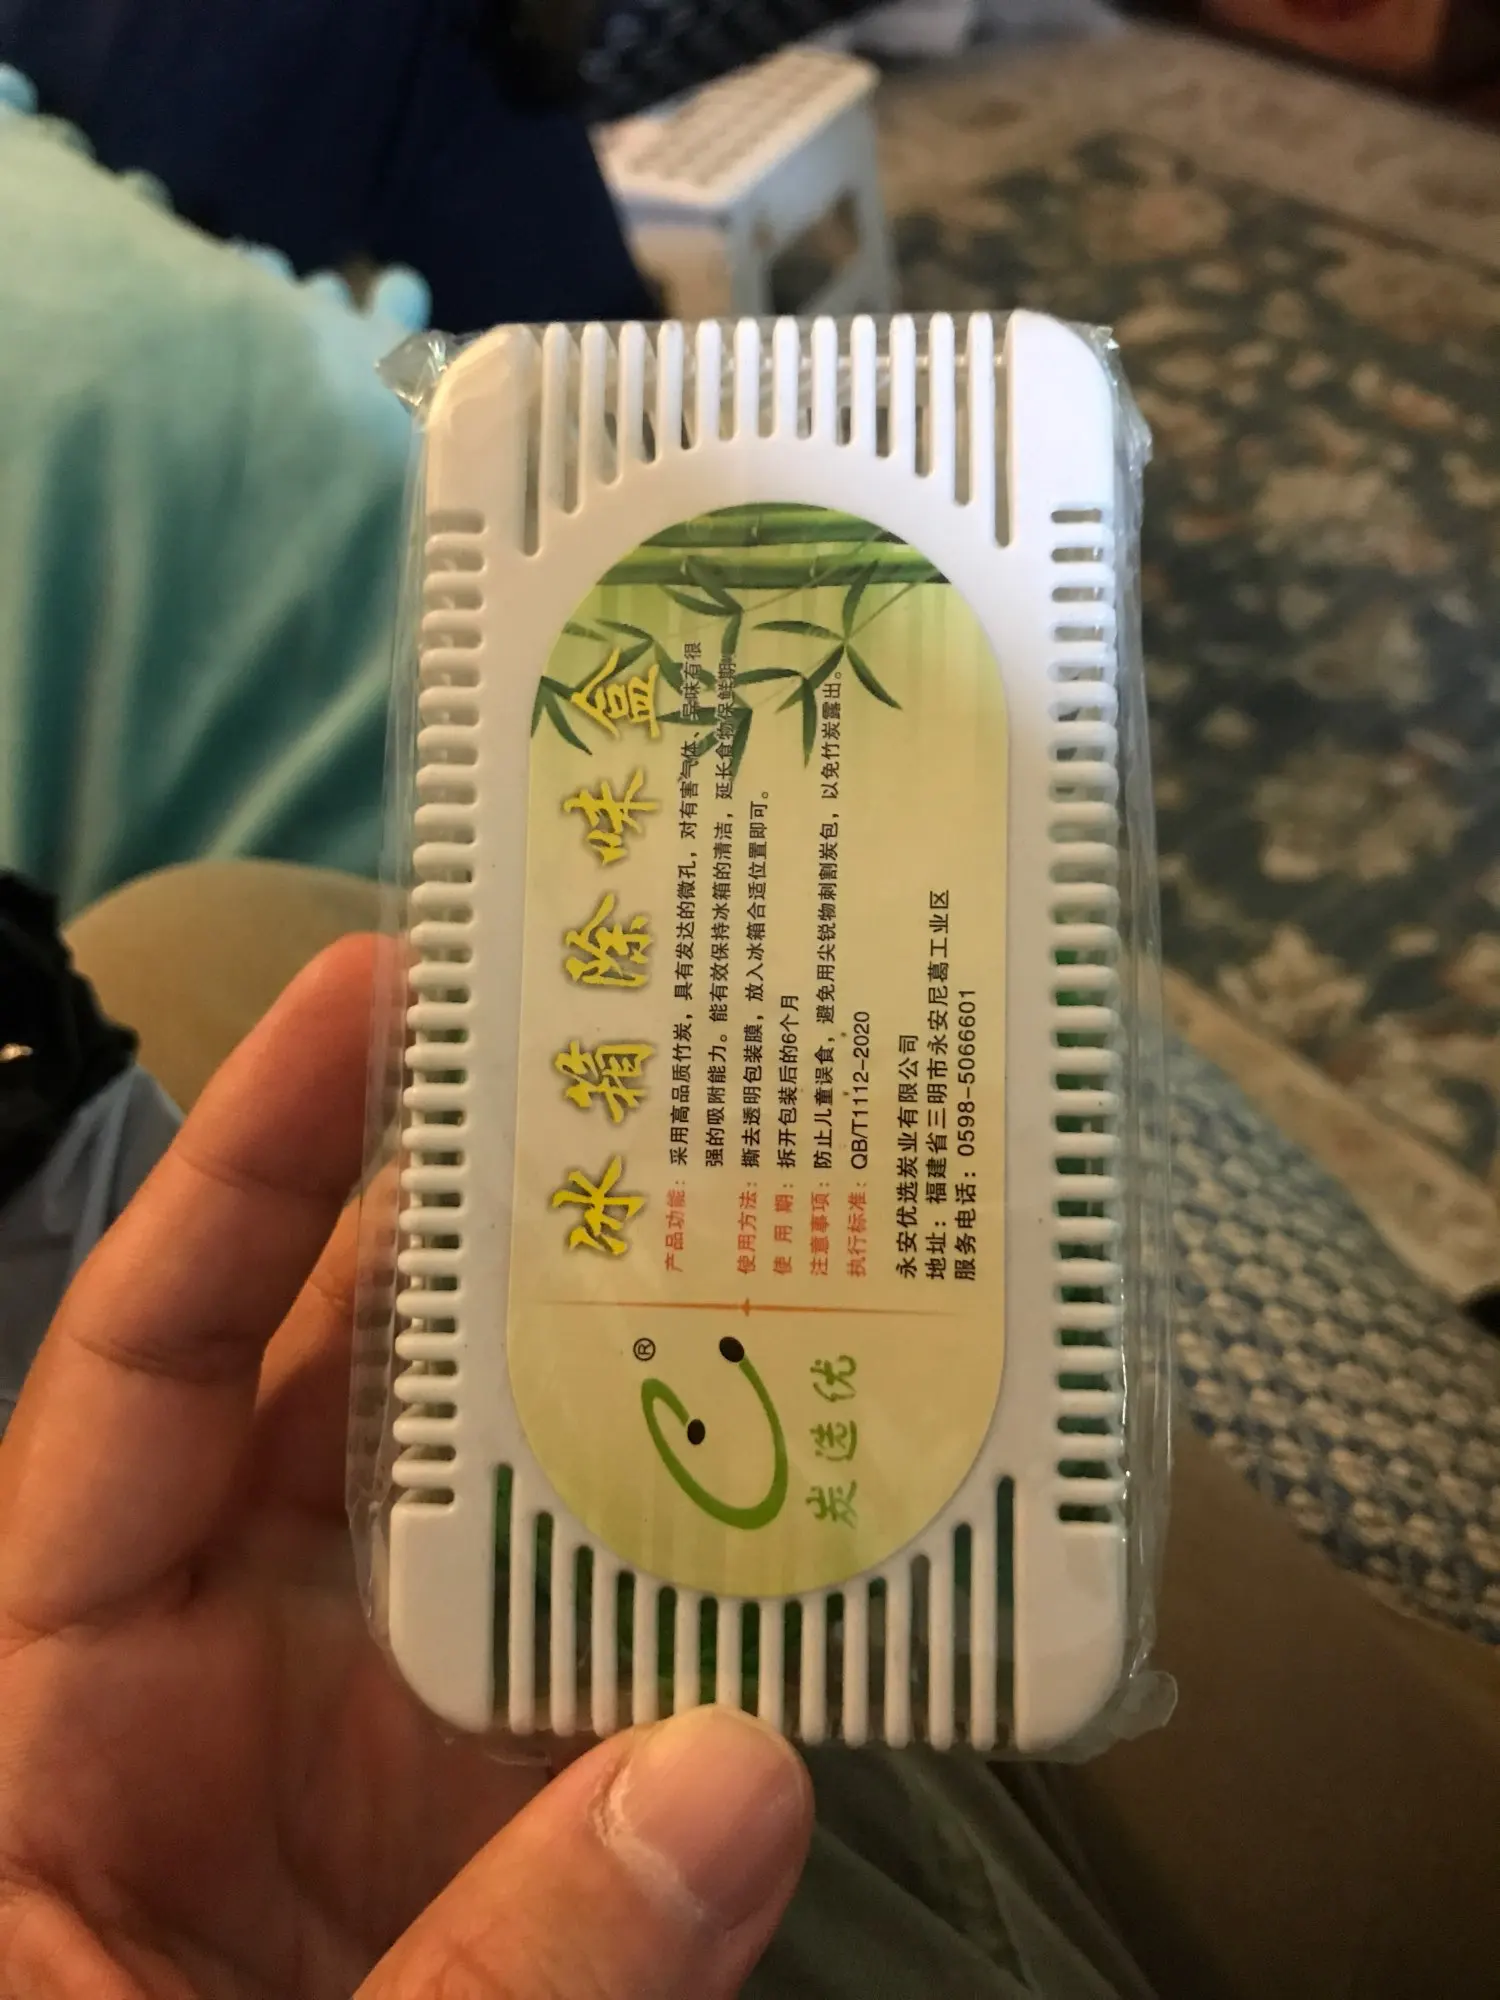 冰箱除味盒
产品功能：采用高品质竹炭，具有发达的微孔，对有害气体、异味有很
强的吸附能力。能有效保持冰箱的清洁，延长食物保鲜期。
使用方法：撕去透明包装膜，放入冰箱合适位置即可。
使 用 期：拆开包装后的6个月
注意事项：防止儿童误食，避免用尖锐物刺割炭包，以免竹炭露出。
执行标准：QB/T1112-2020
永安优选炭业有限公司
地址：福建省三明市永安尼葛工业区
服务电话：0598-5066601
®
炭选优